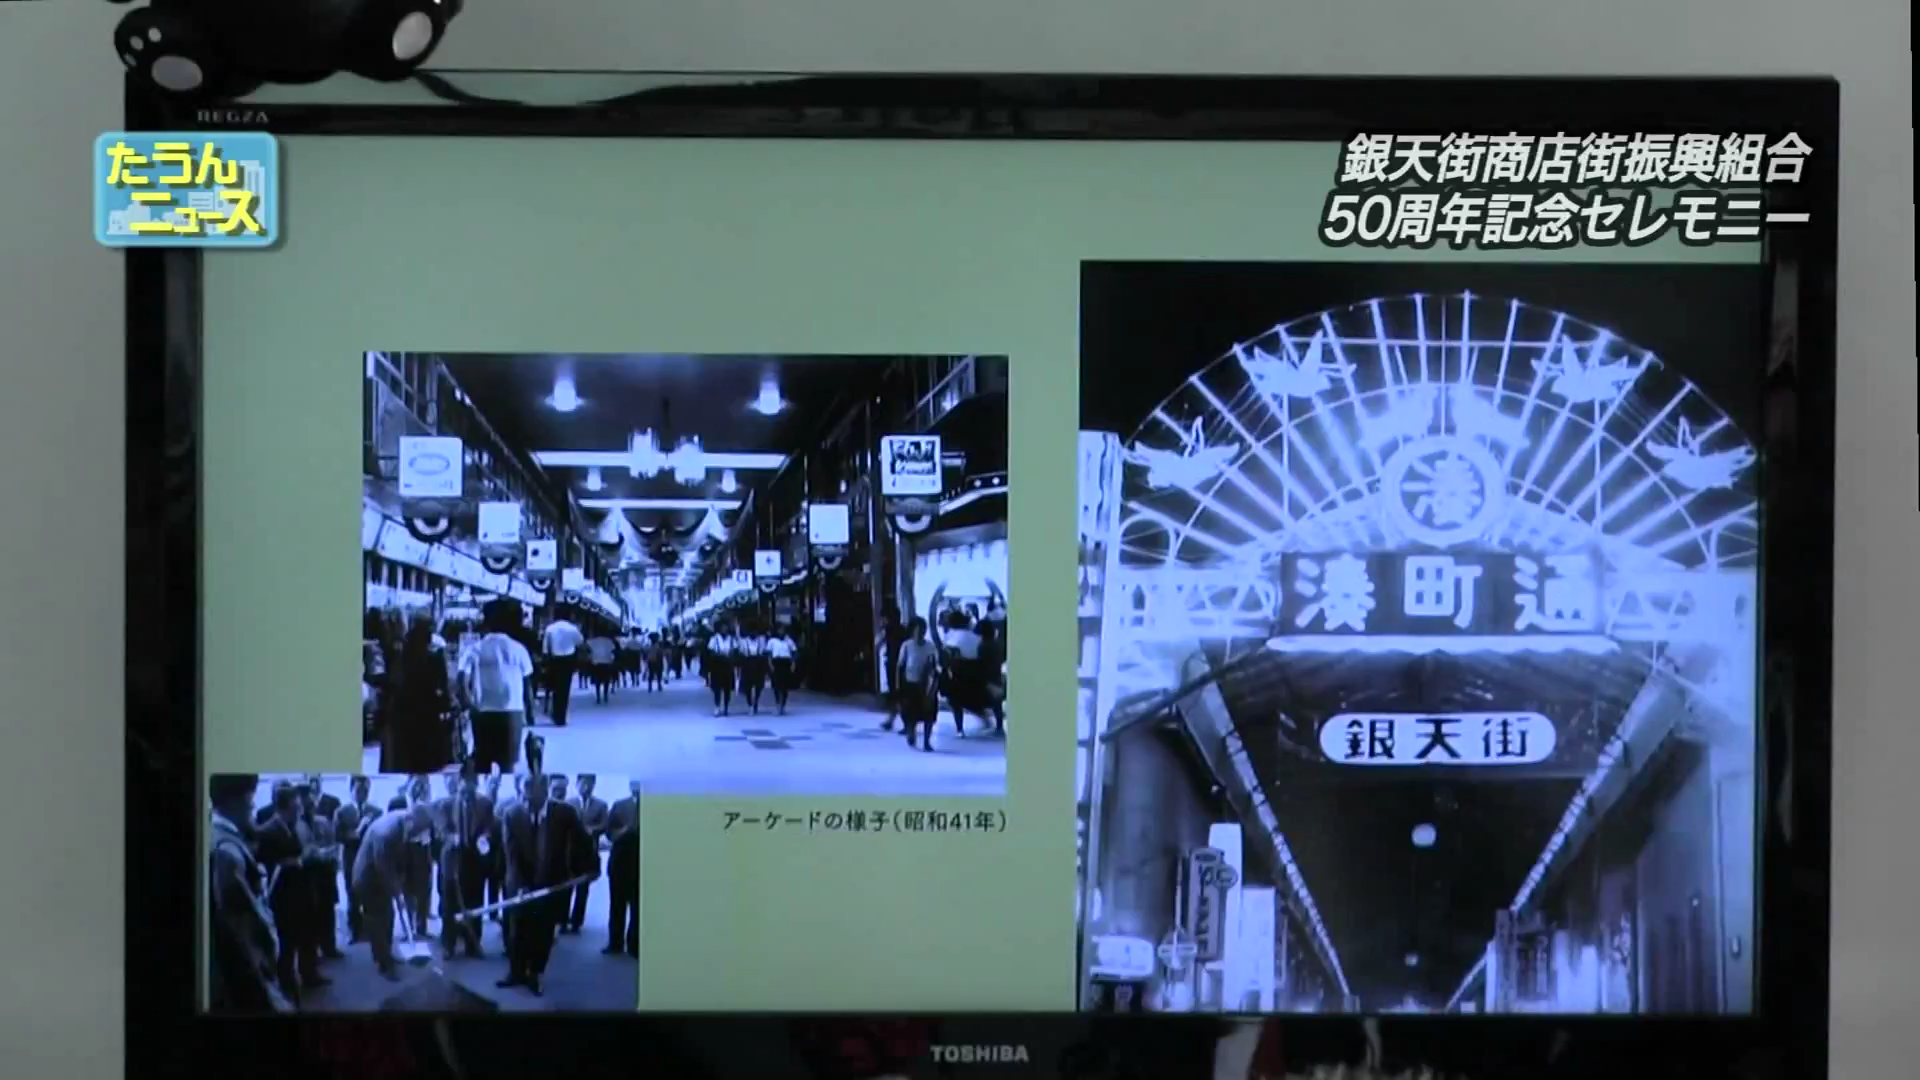 REGZA
たうん
ニュース
銀天街商店街振興組合
50周年記念セレモニー
湊
湊町通
銀天街
アーケードの様子(昭和41年)
TOSHIBA